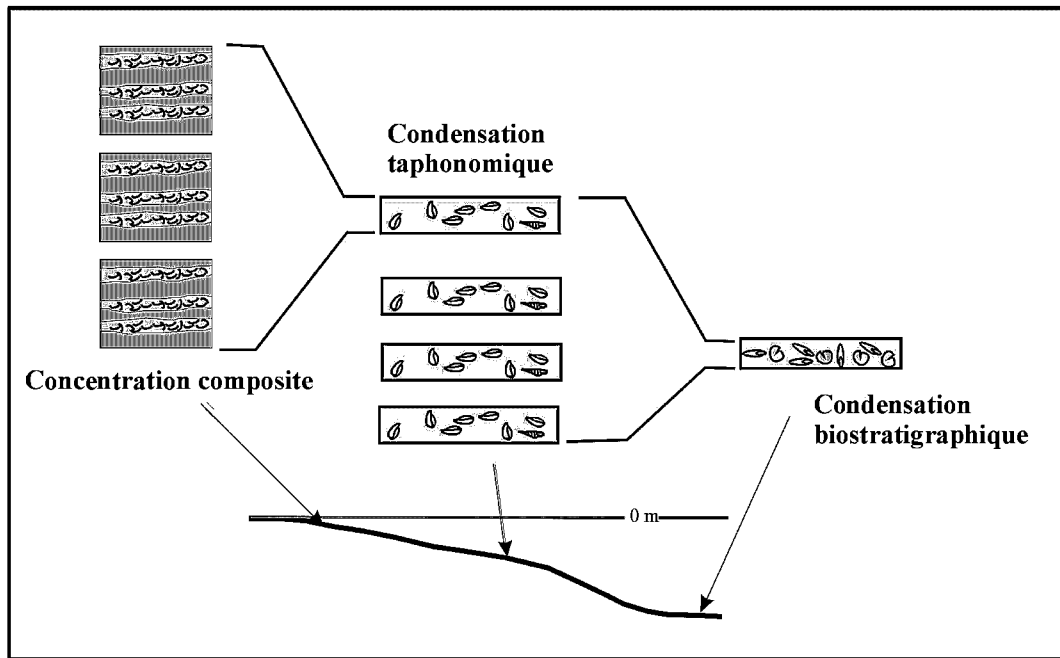 Condensation
taphonomique
Concentration composite
Condensation
biostratigraphique
0 m